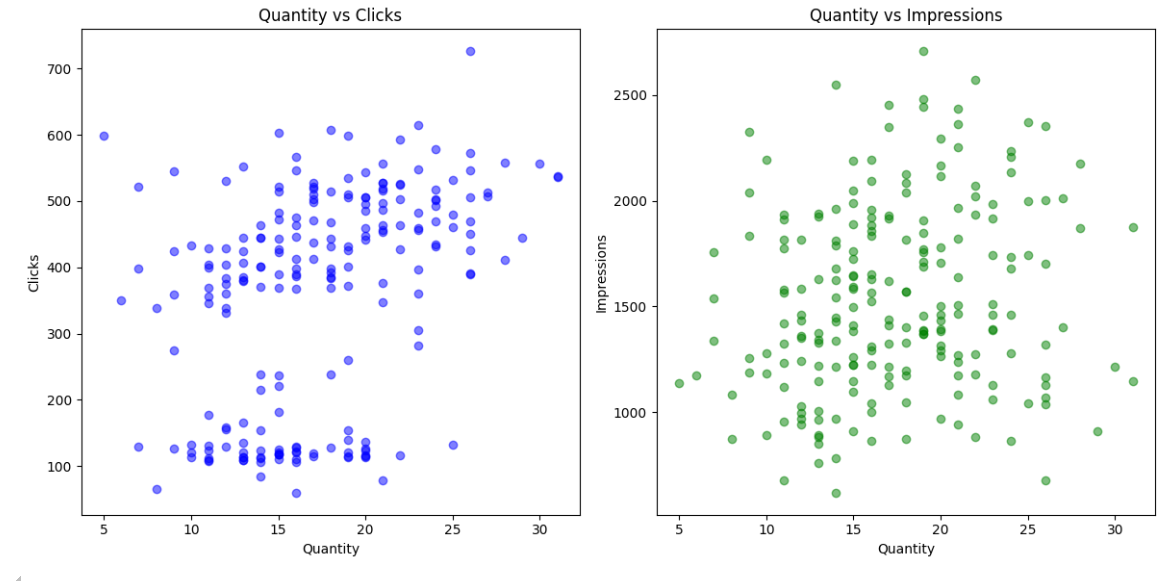 Quantity vs Clicks
Clicks
700
600
500
400
300
200
100
5 10 15 20 25 30
Quantity
Quantity vs Impressions
Impressions
2500
2000
1500
1000
5 10 15 20 25 30
Quantity